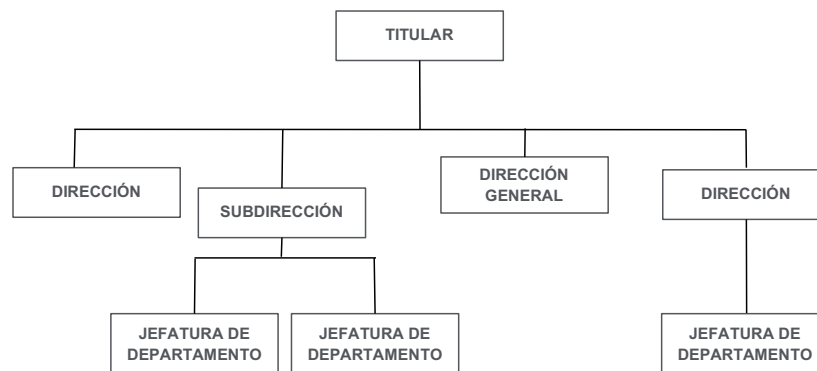 TITULAR
DIRECCIÓN
SUBDIRECCIÓN
DIRECCIÓN
GENERAL
DIRECCIÓN
JEFATURA DE
DEPARTAMENTO
JEFATURA DE
DEPARTAMENTO
JEFATURA DE
DEPARTAMENTO